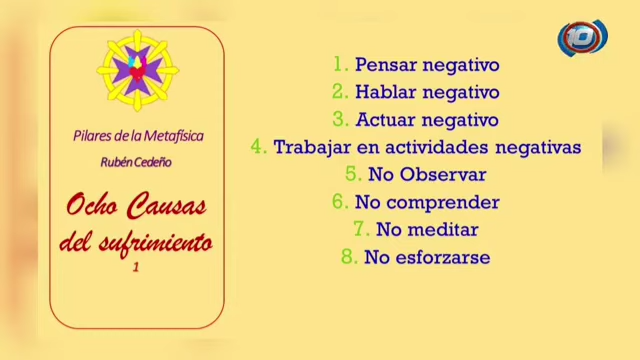 Pilares de la Metafísica
Rubén Cedeño
Ocho Causas
del sufrimiento
1
1. Pensar negativo
2. Hablar negativo
3. Actuar negativo
4. Trabajar en actividades negativas
5. No Observar
6. No comprender
7. No meditar
8. No esforzarse
10